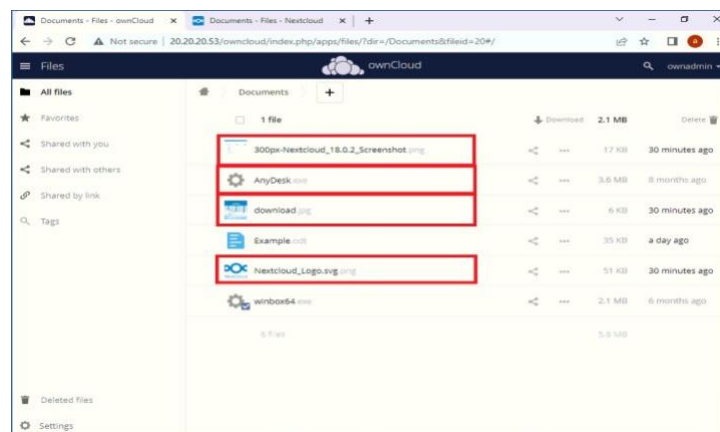 Documents - Files - ownCloud
Documents - Files - Nextcloud
Not secure | 20.20.20.53/owncloud/index.php/apps/files/?dir=/Documents&fileid=20#/
Files
ownCloud
ownadmin
All files
Favorites
Shared with you
Shared with others
Shared by link
Tags
Deleted files
Settings
Documents
1 file Download 2.1 MB Delete
300px-Nextcloud_18.0.2_Screenshot.png 17 KB 30 minutes ago
AnyDesk.exe 3.6 MB 8 months ago
download.jpg 6 KB 30 minutes ago
Example.odt 35 KB a day ago
Nextcloud_Logo.svg.png 51 KB 30 minutes ago
winbox64.exe 2.1 MB 6 months ago
6 files 5.8 MB